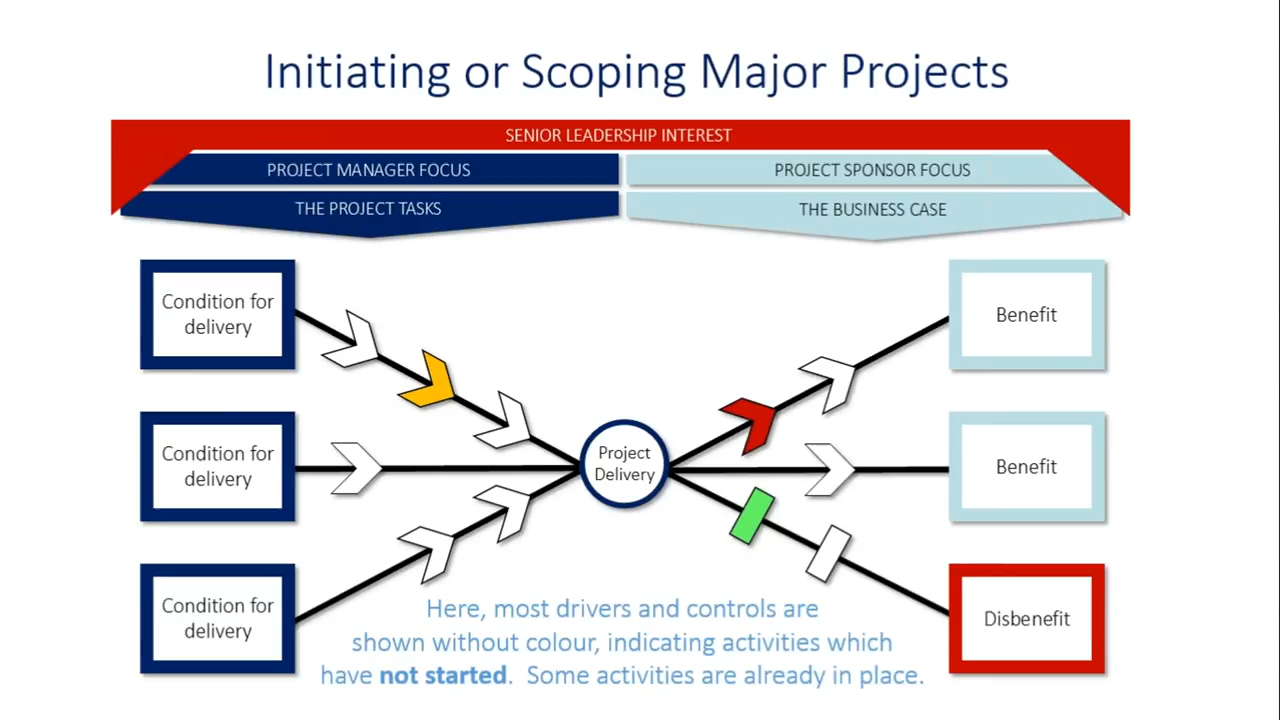 Initiating or Scoping Major Projects
SENIOR LEADERSHIP INTEREST
PROJECT MANAGER FOCUS
PROJECT SPONSOR FOCUS
THE PROJECT TASKS
THE BUSINESS CASE
Condition for
delivery
Benefit
Condition for
delivery
Project
Delivery
Benefit
Condition for
delivery
Disbenefit
Here, most drivers and controls are
shown without colour, indicating activities which
have not started.  Some activities are already in place.